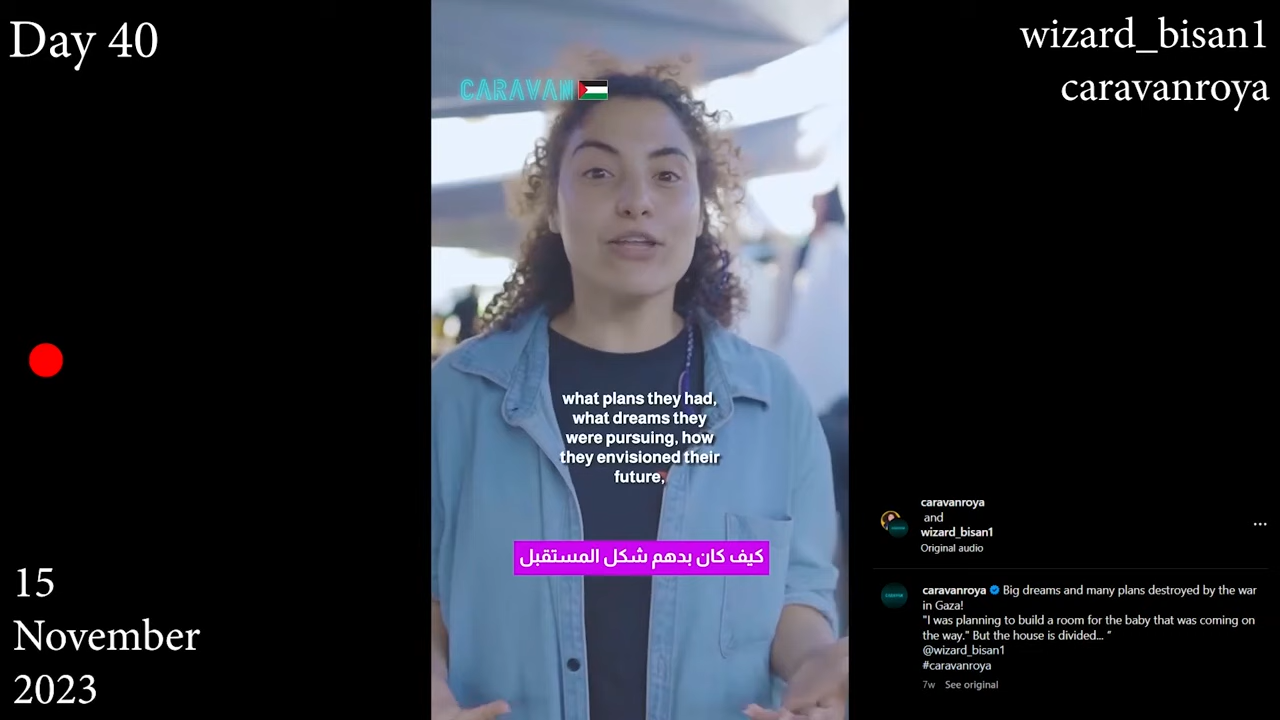 Day 40
wizard_bisan1
caravanroya
CARAVAN
what plans they had,
what dreams they
were pursuing, how
they envisioned their
future,
كيف كان بدهم شكل المستقبل
15
November
2023
caravanroya
and
wizard_bisan1
Original audio
caravanroya Big dreams and many plans destroyed by the war
in Gaza!
"I was planning to build a room for the baby that was coming on
the way." But the house is divided... "
@wizard_bisan1
#caravanroya
7w See original